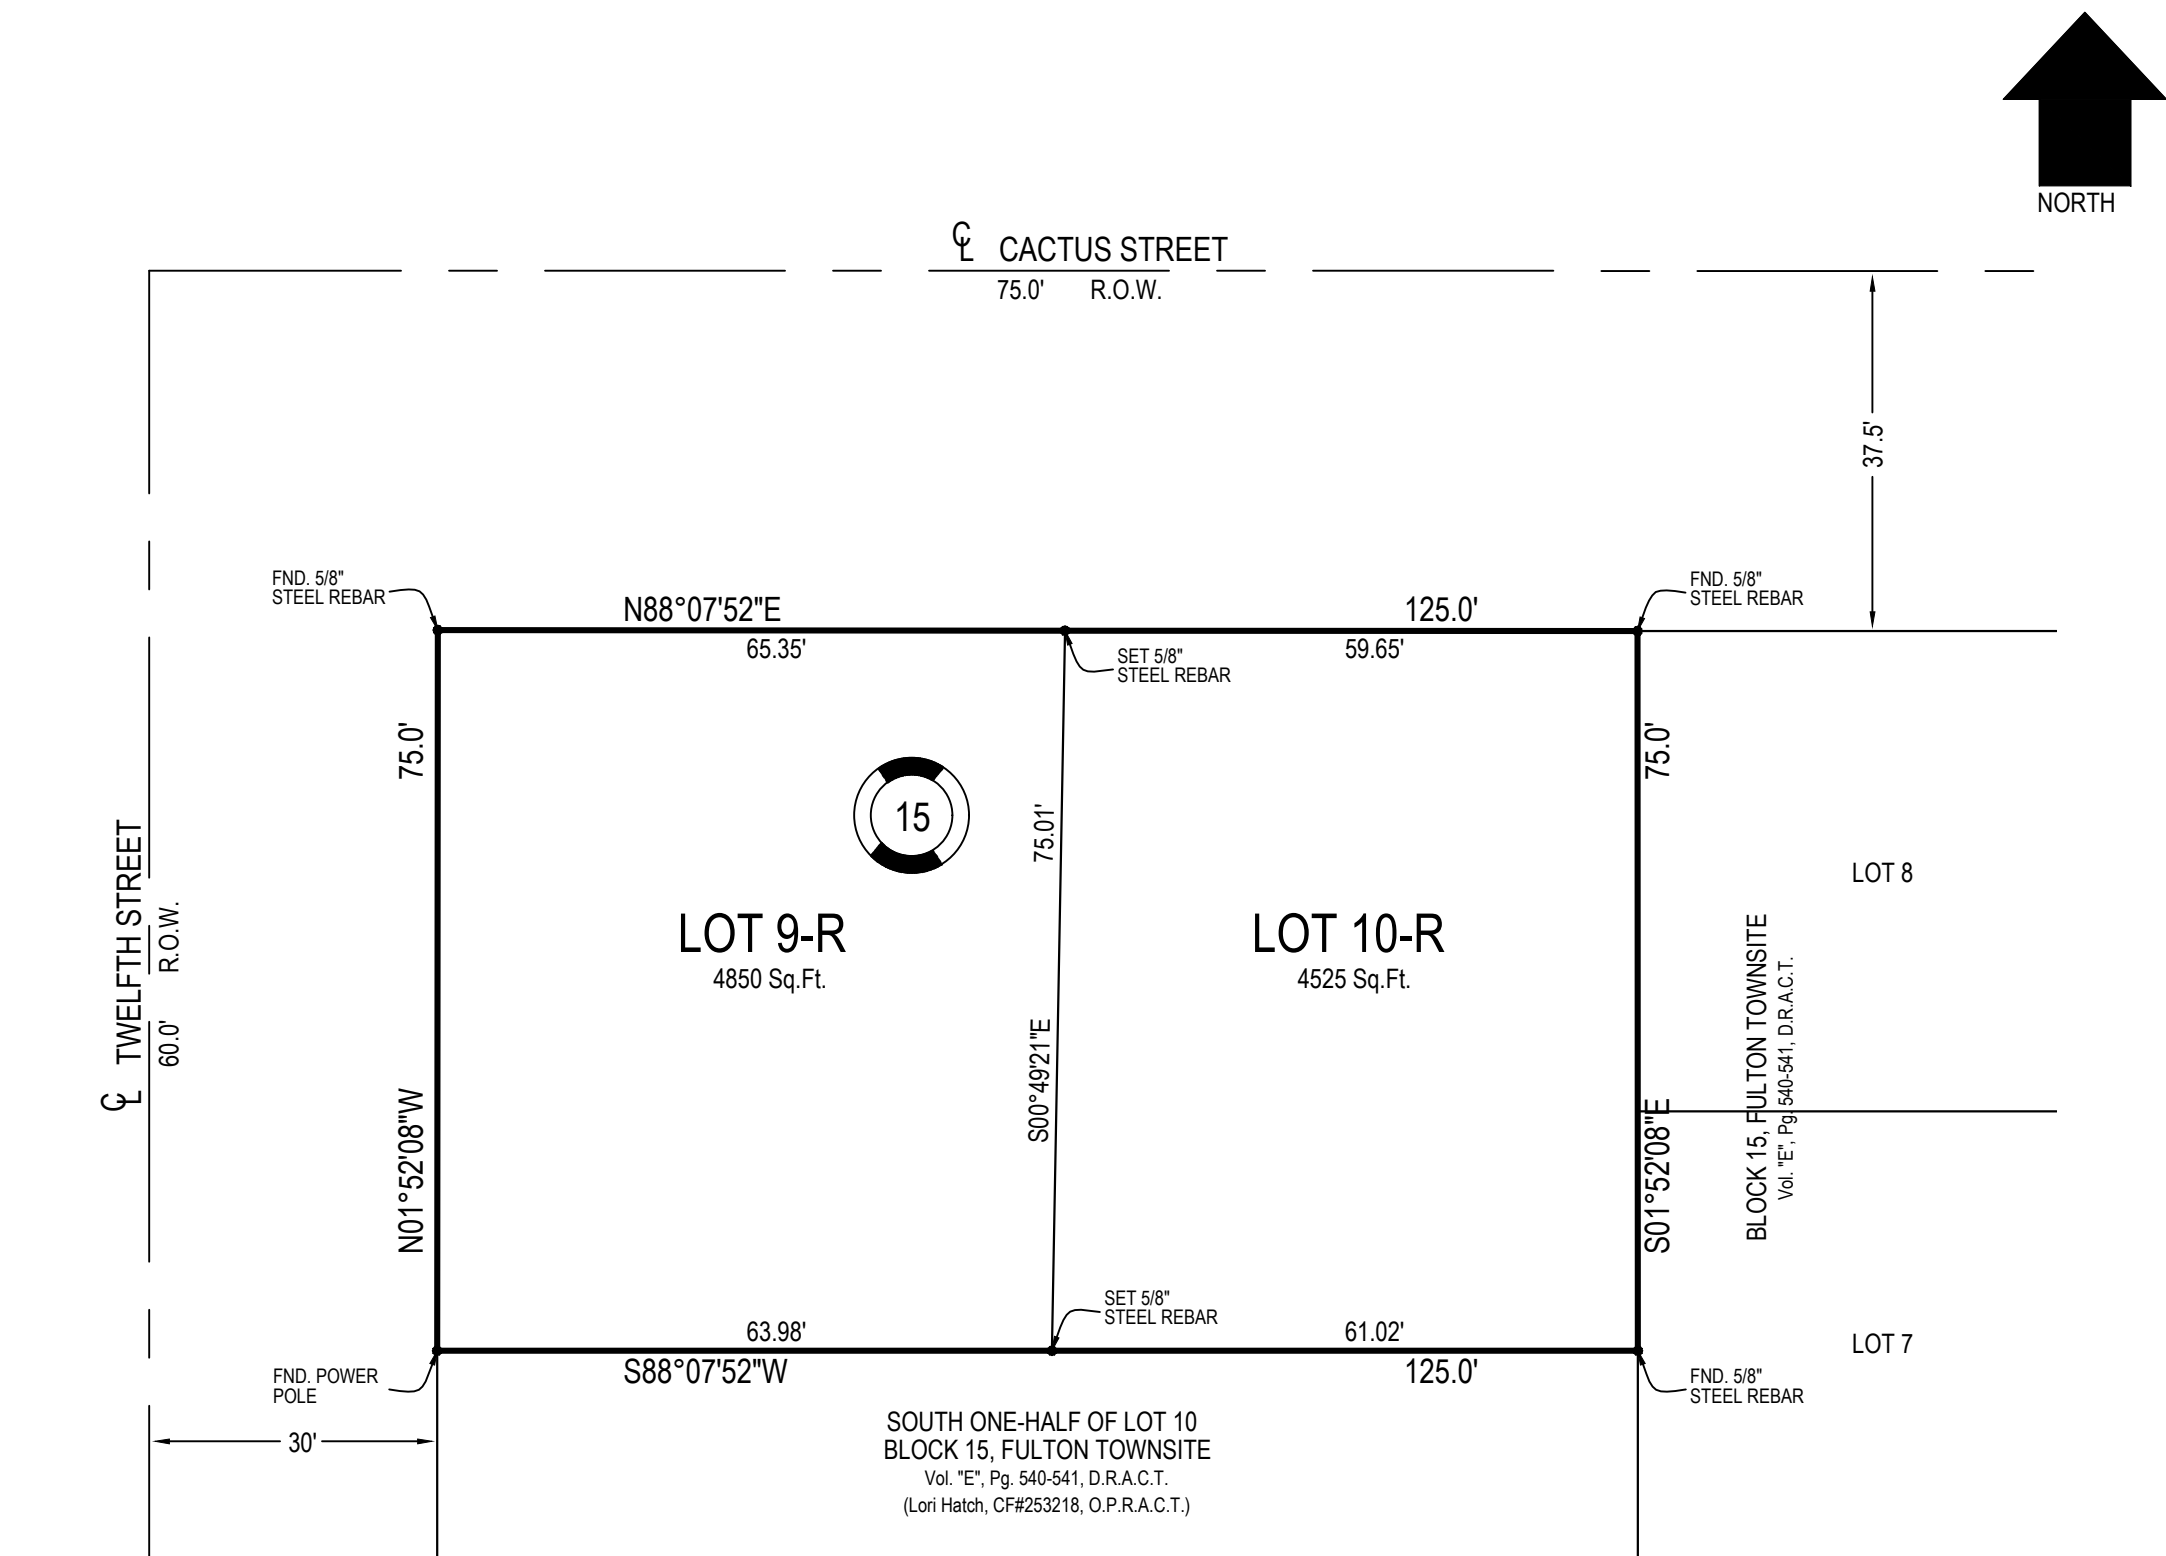 NORTH
℄ CACTUS STREET
75.0' R.O.W.
37.5'
FND. 5/8"
STEEL REBAR
N88°07'52"E
125.0'
FND. 5/8"
STEEL REBAR
65.35'
SET 5/8"
STEEL REBAR
59.65'
75.0'
75.0'
15
75.01'
℄ TWELFTH STREET
60.0' R.O.W.
LOT 9-R
4850 Sq.Ft.
LOT 10-R
4525 Sq.Ft.
LOT 8
BLOCK 15, FULTON TOWNSITE
Vol. "E", Pg. 540-541, D.R.A.C.T.
N01°52'08"W
S00°49'21"E
S01°52'08"E
63.98'
SET 5/8"
STEEL REBAR
61.02'
LOT 7
FND. POWER
POLE
S88°07'52"W
125.0'
FND. 5/8"
STEEL REBAR
30'
SOUTH ONE-HALF OF LOT 10
BLOCK 15, FULTON TOWNSITE
Vol. "E", Pg. 540-541, D.R.A.C.T.
(Lori Hatch, CF#253218, O.P.R.A.C.T.)